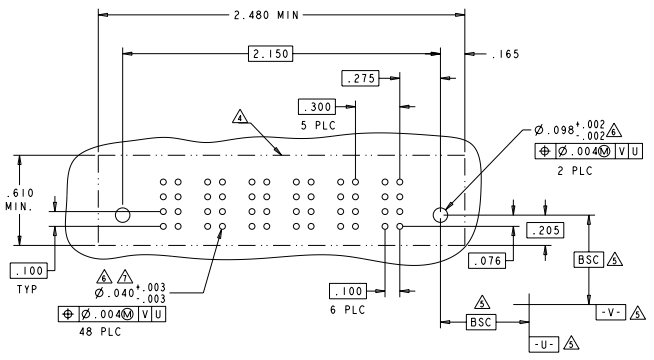 2.480 MIN
2.150
.165
.275
.300
5 PLC
4
Ø.098 +.002 -.002 6
⌖ Ø.004Ⓜ V U
2 PLC
.610
MIN.
.205
.100
TYP
.076
BSC 5
6 7
Ø.040 +.003 -.003
⌖ Ø.004Ⓜ V U
48 PLC
.100
6 PLC
5
BSC
-V- 5
-U- 5